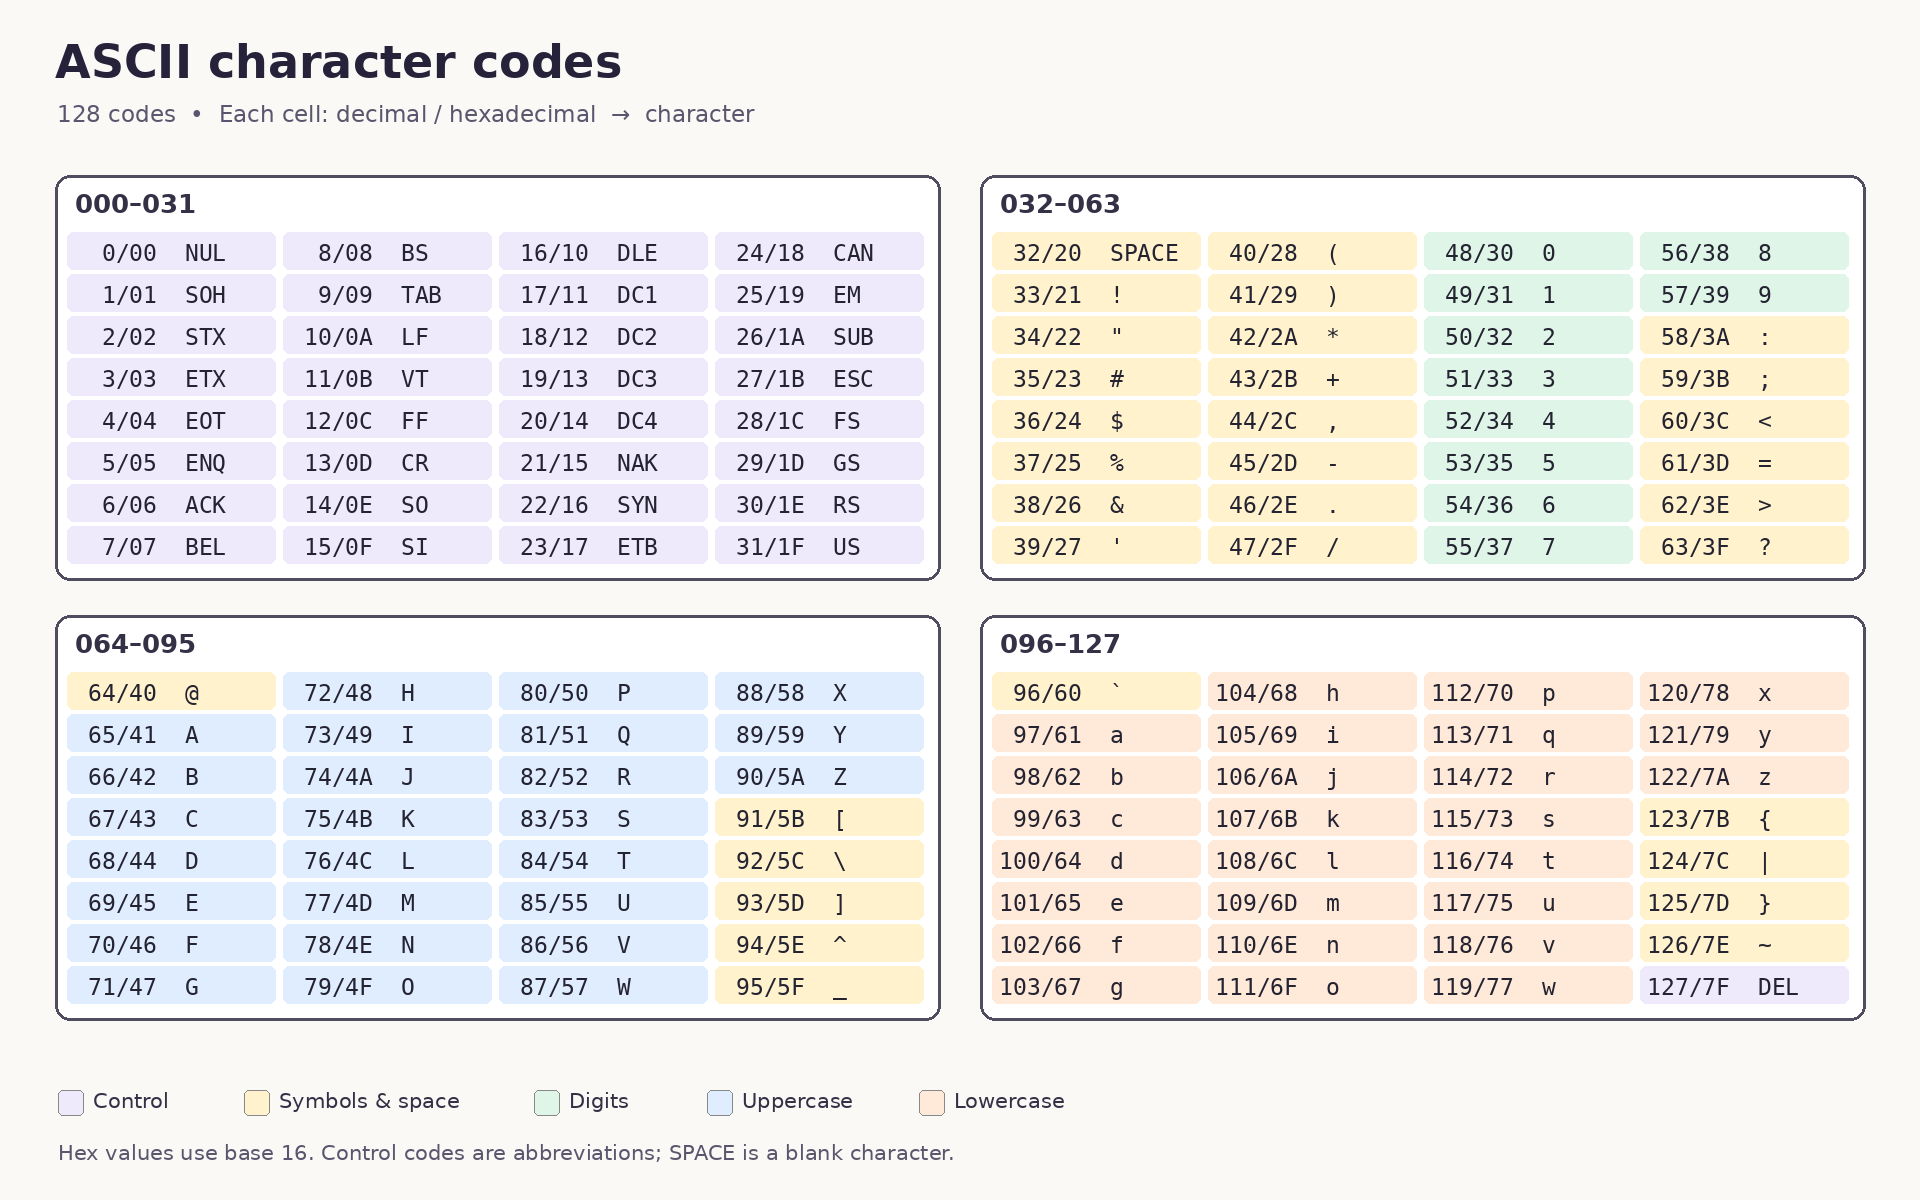 ASCII character codes
128 codes • Each cell: decimal / hexadecimal → character
000–031
0/00 NUL 8/08 BS 16/10 DLE 24/18 CAN
1/01 SOH 9/09 TAB 17/11 DC1 25/19 EM
2/02 STX 10/0A LF 18/12 DC2 26/1A SUB
3/03 ETX 11/0B VT 19/13 DC3 27/1B ESC
4/04 EOT 12/0C FF 20/14 DC4 28/1C FS
5/05 ENQ 13/0D CR 21/15 NAK 29/1D GS
6/06 ACK 14/0E SO 22/16 SYN 30/1E RS
7/07 BEL 15/0F SI 23/17 ETB 31/1F US
032–063
32/20 SPACE 40/28 ( 48/30 0 56/38 8
33/21 ! 41/29 ) 49/31 1 57/39 9
34/22 " 42/2A * 50/32 2 58/3A :
35/23 # 43/2B + 51/33 3 59/3B ;
36/24 $ 44/2C , 52/34 4 60/3C <
37/25 % 45/2D - 53/35 5 61/3D =
38/26 & 46/2E . 54/36 6 62/3E >
39/27 ' 47/2F / 55/37 7 63/3F ?
064–095
64/40 @ 72/48 H 80/50 P 88/58 X
65/41 A 73/49 I 81/51 Q 89/59 Y
66/42 B 74/4A J 82/52 R 90/5A Z
67/43 C 75/4B K 83/53 S 91/5B [
68/44 D 76/4C L 84/54 T 92/5C \
69/45 E 77/4D M 85/55 U 93/5D ]
70/46 F 78/4E N 86/56 V 94/5E ^
71/47 G 79/4F O 87/57 W 95/5F _
096–127
96/60 ` 104/68 h 112/70 p 120/78 x
97/61 a 105/69 i 113/71 q 121/79 y
98/62 b 106/6A j 114/72 r 122/7A z
99/63 c 107/6B k 115/73 s 123/7B {
100/64 d 108/6C l 116/74 t 124/7C |
101/65 e 109/6D m 117/75 u 125/7D }
102/66 f 110/6E n 118/76 v 126/7E ~
103/67 g 111/6F o 119/77 w 127/7F DEL
Control Symbols & space Digits Uppercase Lowercase
Hex values use base 16. Control codes are abbreviations; SPACE is a blank character.